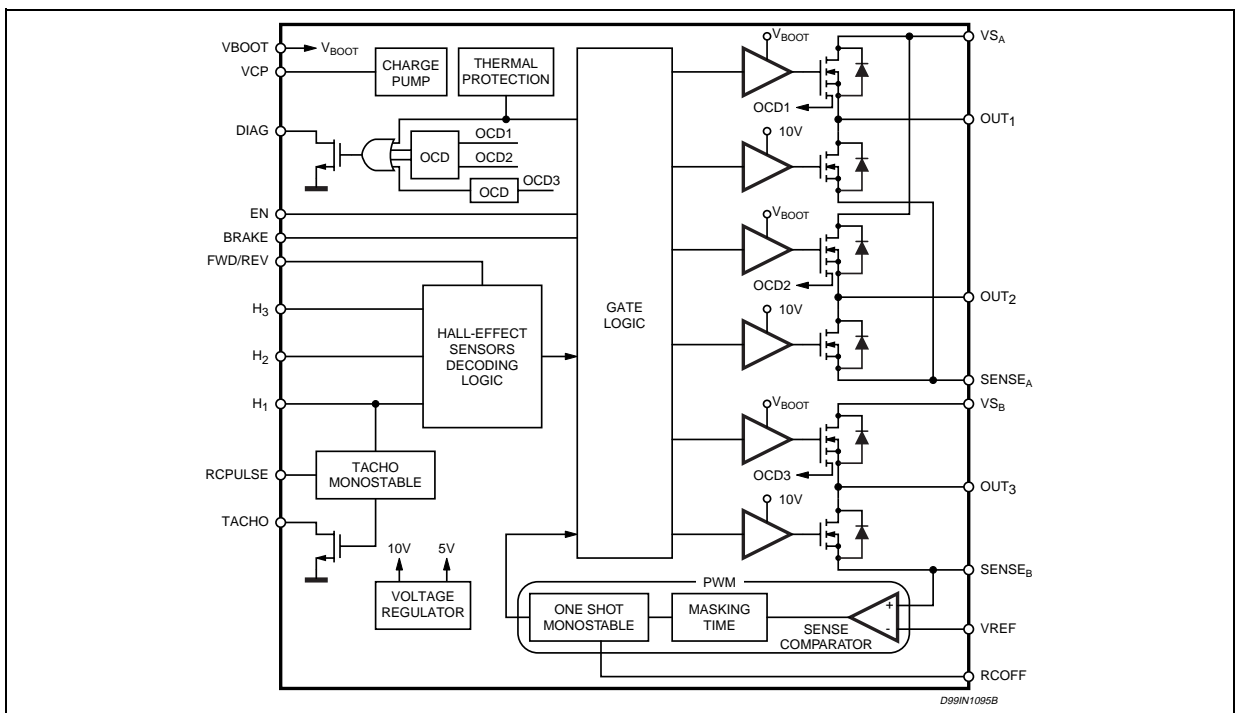 VBOOT
VBOOT
VCP
CHARGE
PUMP
THERMAL
PROTECTION
DIAG
OCD
OCD1
OCD2
OCD
OCD3
EN
BRAKE
FWD/REV
H3
H2
H1
HALL-EFFECT
SENSORS
DECODING
LOGIC
RCPULSE
TACHO
MONOSTABLE
TACHO
10V
5V
VOLTAGE
REGULATOR
GATE
LOGIC
VBOOT
OCD1
10V
VBOOT
OCD2
10V
VBOOT
OCD3
10V
VSA
OUT1
OUT2
SENSEA
VSB
OUT3
SENSEB
PWM
ONE SHOT
MONOSTABLE
MASKING
TIME
+
-
SENSE
COMPARATOR
VREF
RCOFF
D99IN1095B